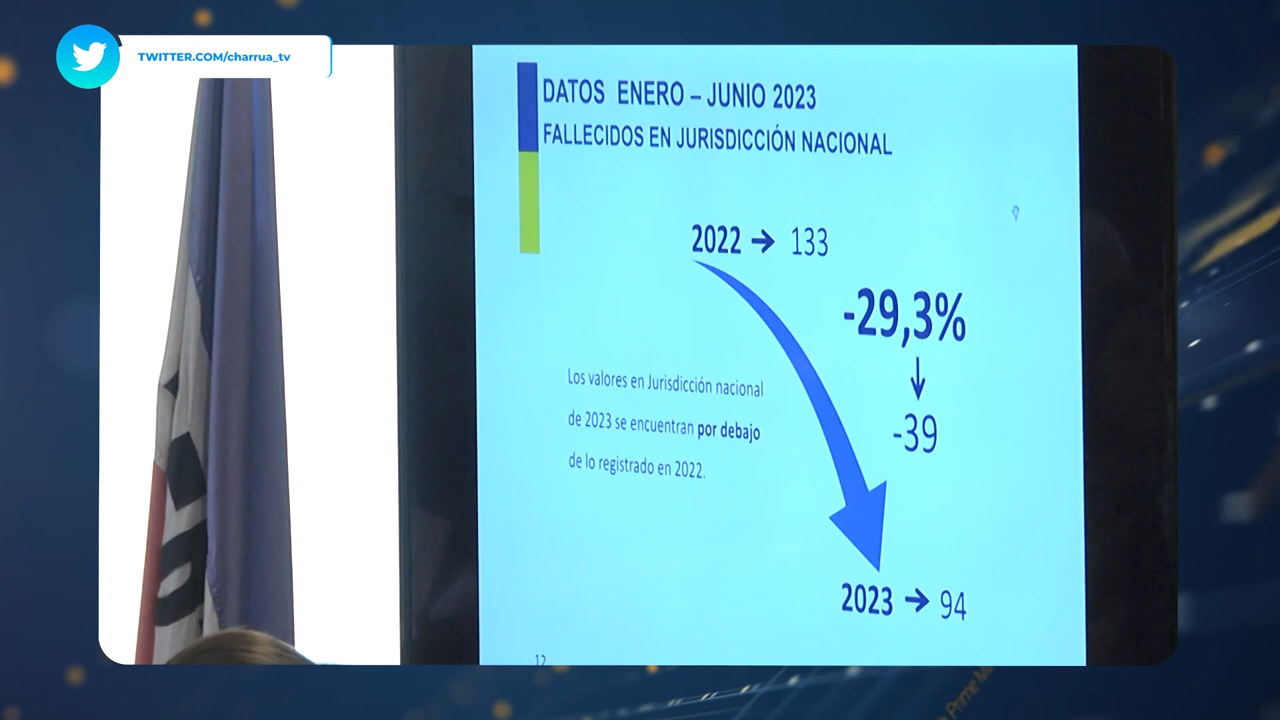 TWITTER.COM/charrua_tv
DATOS ENERO – JUNIO 2023
FALLECIDOS EN JURISDICCIÓN NACIONAL
2022 → 133
-29,3%
↓
-39
Los valores en Jurisdicción nacional
de 2023 se encuentran por debajo
de lo registrado en 2022.
2023 → 94
12